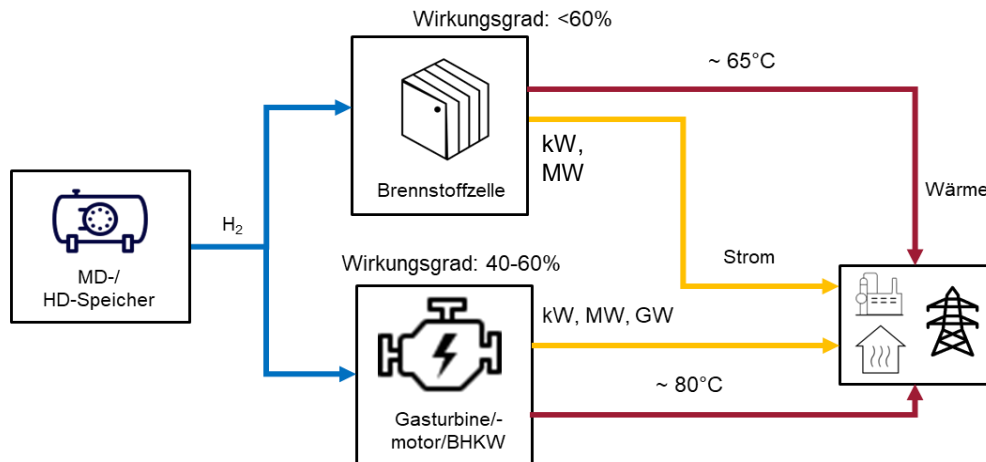 Wirkungsgrad: <60%
~ 65°C
kW,
MW
Brennstoffzelle
Wärme
H₂
MD-/
HD-Speicher
Wirkungsgrad: 40-60%
Strom
kW, MW, GW
~ 80°C
Gasturbine/-
motor/BHKW